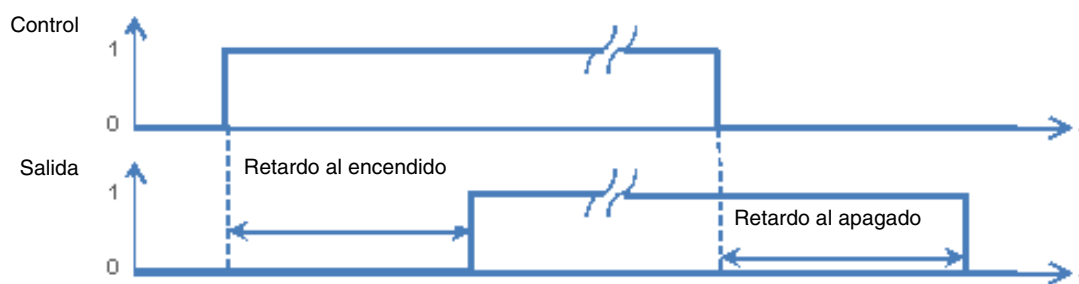 Control
1
0
Salida
Retardo al encendido
1
Retardo al apagado
0